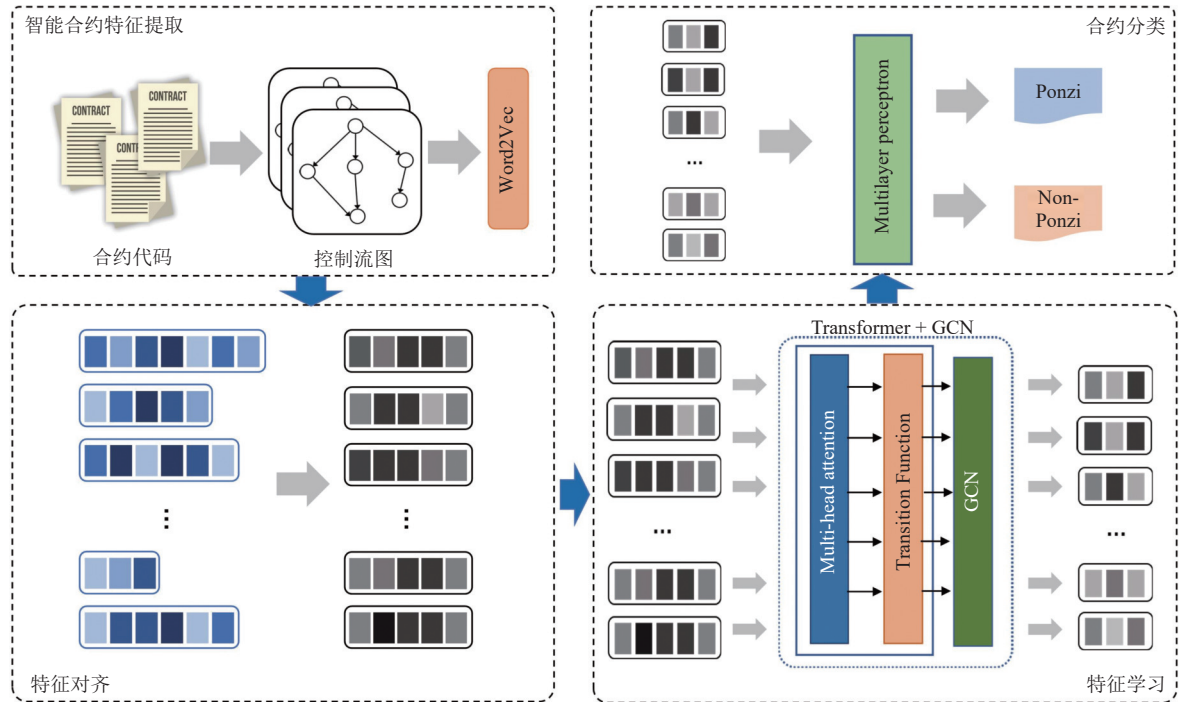 智能合约特征提取
CONTRACT
CONTRACT
CONT
合约代码
控制流图
Word2Vec
合约分类
...
Multilayer perceptron
Ponzi
Non-
Ponzi
特征对齐
...
...
Transformer + GCN
Multi-head attention
Transition Function
GCN
...
...
特征学习